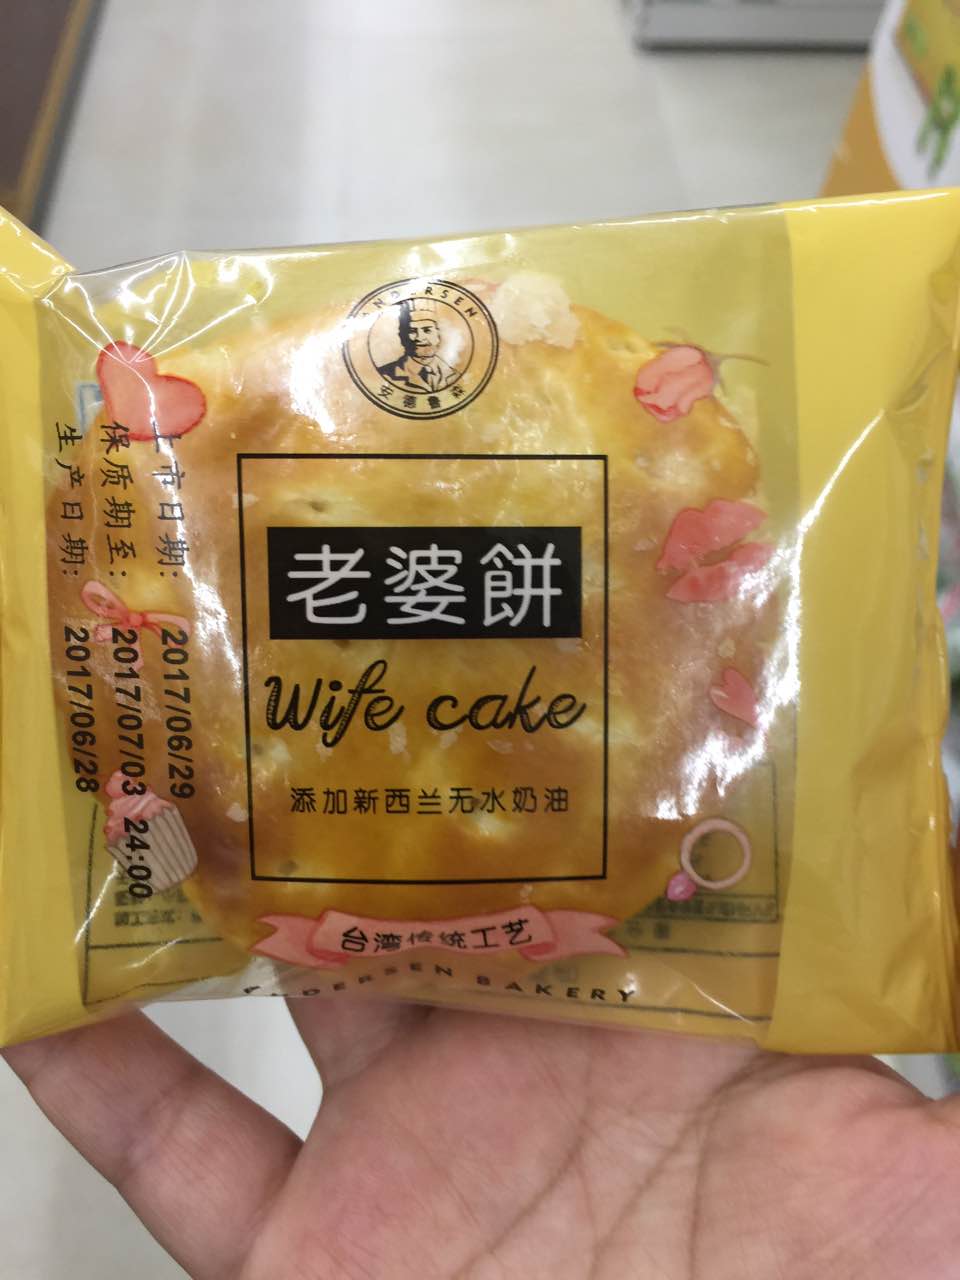 ANDERSEN
安德鲁森
老婆餅
Wife cake
添加新西兰无水奶油
台灣传统工艺
ANDERSEN BAKERY
上市日期: 2017/06/29
保质期至: 2017/07/03 24:00
生产日期: 2017/06/28